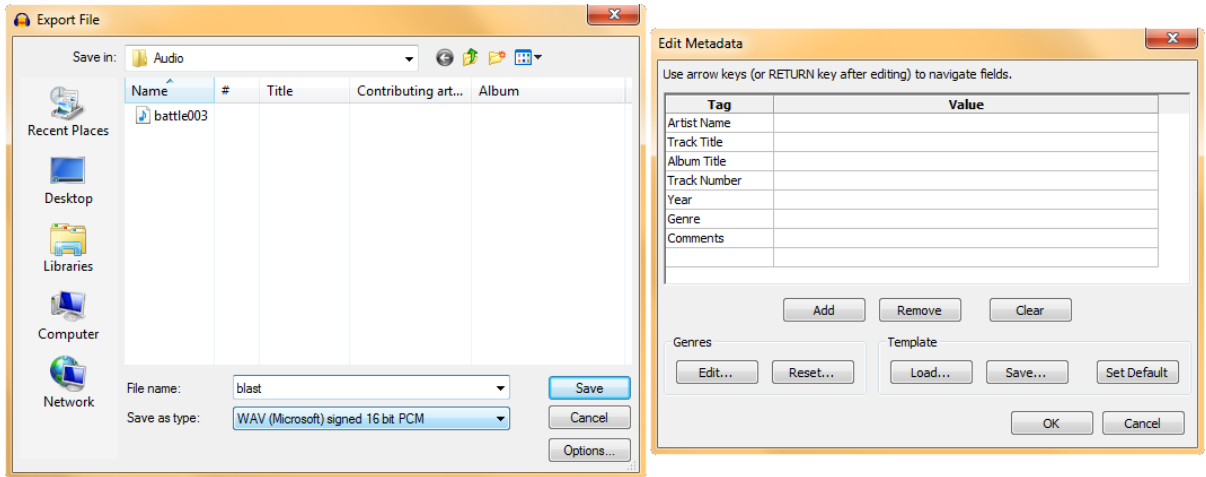 Export File
Save in: Audio
Name # Title Contributing art... Album
battle003
Recent Places
Desktop
Libraries
Computer
Network
File name: blast Save
Save as type: WAV (Microsoft) signed 16 bit PCM Cancel
Options...
Edit Metadata
Use arrow keys (or RETURN key after editing) to navigate fields.
Tag Value
Artist Name
Track Title
Album Title
Track Number
Year
Genre
Comments
Add Remove Clear
Genres Template
Edit... Reset... Load... Save... Set Default
OK Cancel